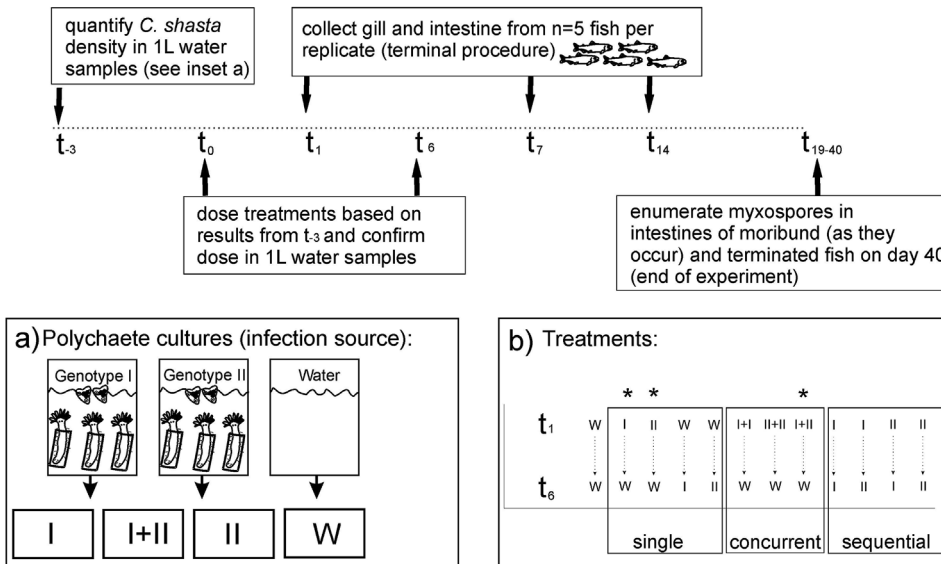 quantify C. shasta
density in 1L water
samples (see inset a)
collect gill and intestine from n=5 fish per
replicate (terminal procedure)
t-3 t0 t1 t6 t7 t14 t19-40
dose treatments based on
results from t-3 and confirm
dose in 1L water samples
enumerate myxospores in
intestines of moribund (as they
occur) and terminated fish on day 40
(end of experiment)
a) Polychaete cultures (infection source):
Genotype I Genotype II Water
I I+II II W
b) Treatments:
* * *
t1 W I II W W I+I II+II I+II I I II II
t6 W W W I II W W W I II I II
single concurrent sequential